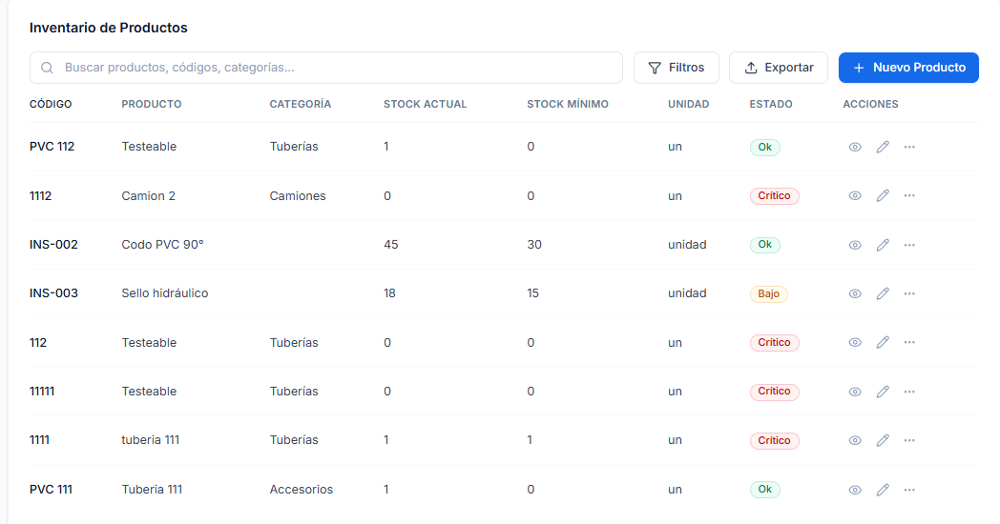 Inventario de Productos
Buscar productos, códigos, categorías...
Filtros
Exportar
Nuevo Producto
CÓDIGO PRODUCTO CATEGORÍA STOCK ACTUAL STOCK MÍNIMO UNIDAD ESTADO ACCIONES
PVC 112 Testeable Tuberías 1 0 un Ok
1112 Camion 2 Camiones 0 0 un Crítico
INS-002 Codo PVC 90° 45 30 unidad Ok
INS-003 Sello hidráulico 18 15 unidad Bajo
112 Testeable Tuberías 0 0 un Crítico
11111 Testeable Tuberías 0 0 un Crítico
1111 tuberia 111 Tuberías 1 1 un Crítico
PVC 111 Tuberia 111 Accesorios 1 0 un Ok